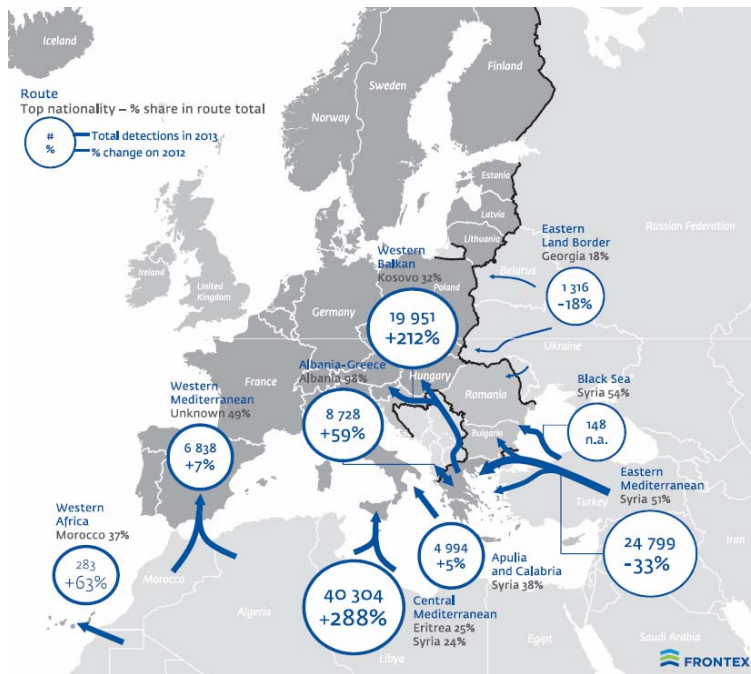 Iceland
Finland
Sweden
Norway
Route
Top nationality – % share in route total
#
%
Total detections in 2013
% change on 2012
Estonia
Latvia
Lithuania
Russian Federation
Ireland
United
Kingdom
Western
Balkan
Kosovo 32%
Poland
Belarus
Eastern
Land Border
Georgia 18%
1 316
-18%
Germany
19 951
+212%
Ukraine
France
Albania-Greece
Albania 98%
Hungary
Romania
Western
Mediterranean
Unknown 49%
6 838
+7%
8 728
+59%
Black Sea
Syria 54%
148
n.a.
Bulgaria
Eastern
Mediterranean
Syria 51%
Turkey
24 799
-33%
Iran
Western
Africa
Morocco 37%
283
+63%
Morocco
Algeria
40 304
+288%
Central
Mediterranean
Eritrea 25%
Syria 24%
4 994
+5%
Apulia
and Calabria
Syria 38%
Libya
Egypt
Saudi Arabia
FRONTEX